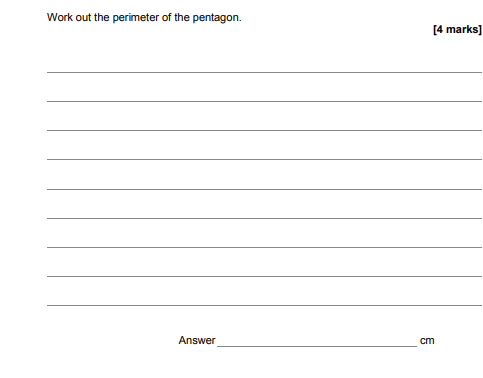 Work out the perimeter of the pentagon.
[4 marks]
Answer cm